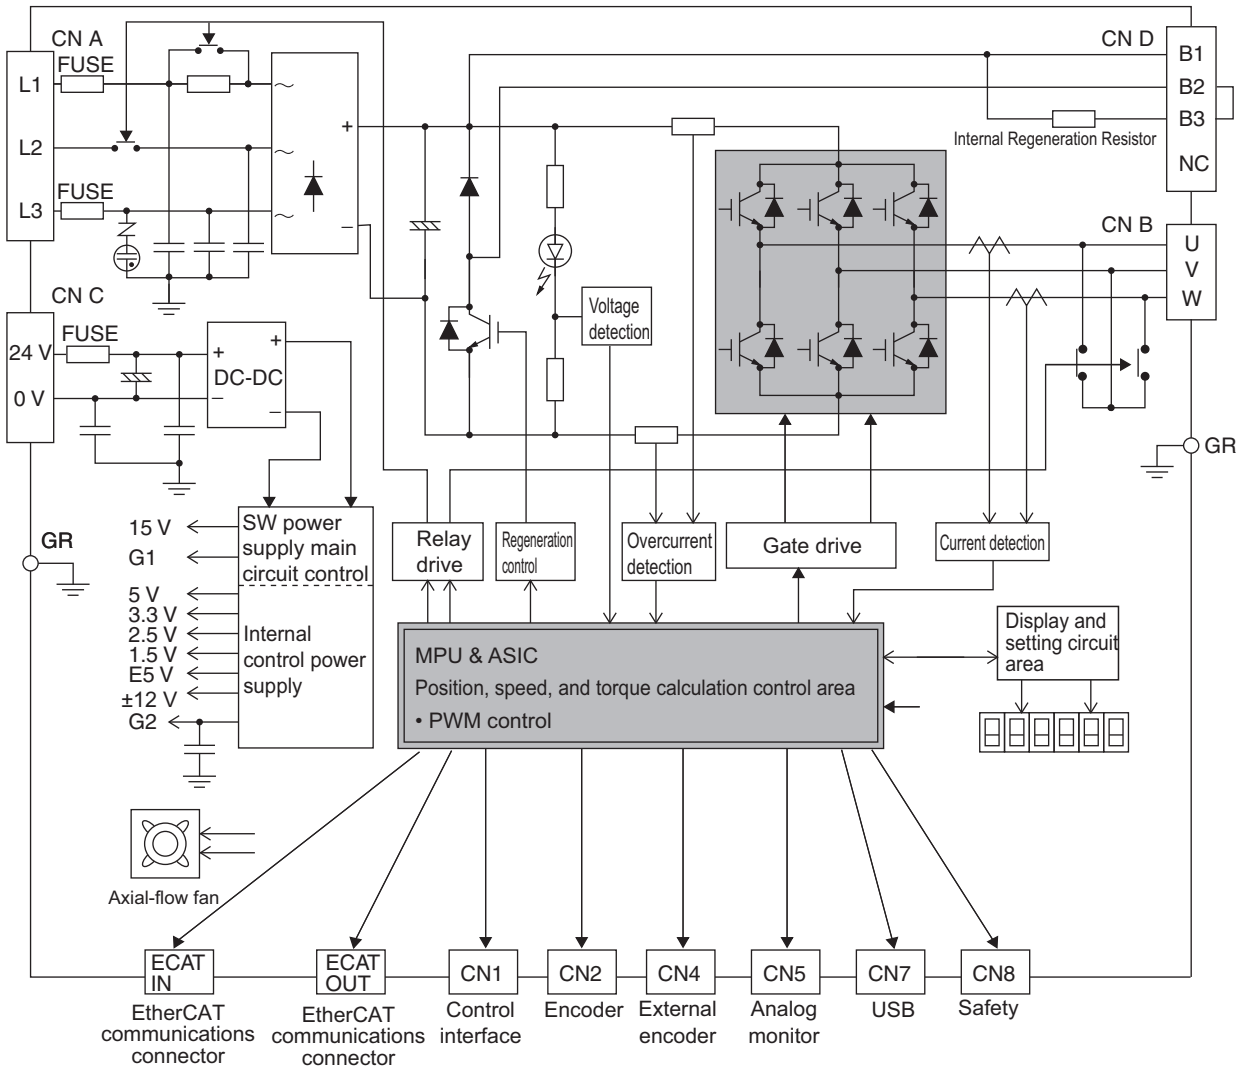 CN A
FUSE
L1
L2
FUSE
L3
~
~
~
+
−
CN D
B1
B2
B3
NC
Internal Regeneration Resistor
CN B
U
V
W
CN C
FUSE
24 V
0 V
+
+
DC-DC
−
−
Voltage
detection
GR
GR
15 V
G1
5 V
3.3 V
2.5 V
1.5 V
E5 V
±12 V
G2
SW power
supply main
circuit control
Internal
control power
supply
Relay
drive
Regeneration
control
Overcurrent
detection
Gate drive
Current detection
MPU & ASIC
Position, speed, and torque calculation control area
• PWM control
Display and
setting circuit
area
Axial-flow fan
ECAT
IN
EtherCAT
communications
connector
ECAT
OUT
EtherCAT
communications
connector
CN1
Control
interface
CN2
Encoder
CN4
External
encoder
CN5
Analog
monitor
CN7
USB
CN8
Safety